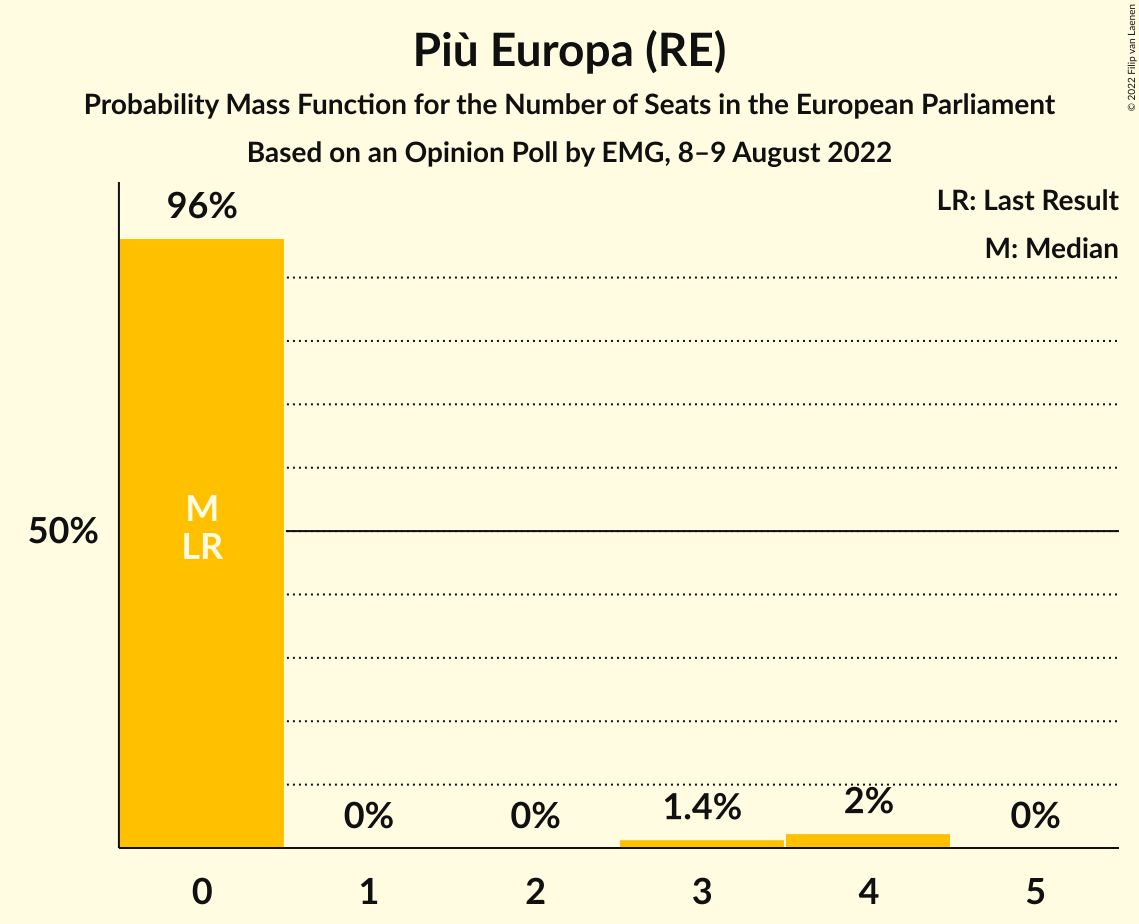 Più Europa (RE)
Probability Mass Function for the Number of Seats in the European Parliament
Based on an Opinion Poll by EMG, 8–9 August 2022
© 2022 Filip van Laenen
LR: Last Result
M: Median
96%
M
LR
50%
0%
0%
1.4%
2%
0%
0
1
2
3
4
5